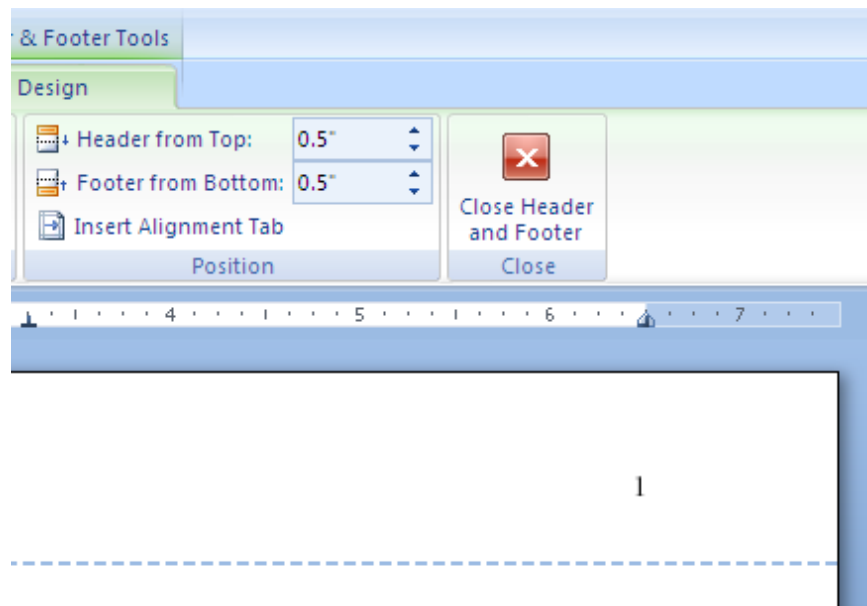 & Footer Tools
Design
Header from Top: 0.5"
Footer from Bottom: 0.5"
Insert Alignment Tab
Position
Close Header
and Footer
Close
4 5 6 7
1